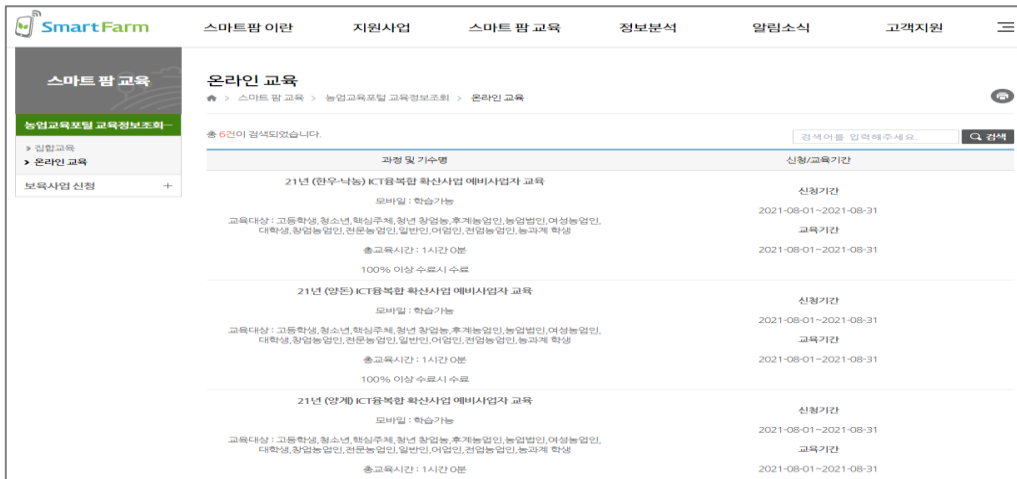 SmartFarm
스마트팜 이란 지원사업 스마트 팜 교육 정보분석 알림소식 고객지원
스마트 팜 교육
농업교육포털 교육정보조회
> 집합교육
> 온라인 교육
보육사업 신청 +
온라인 교육
> 스마트 팜 교육 > 농업교육포털 교육정보조회 > 온라인 교육
총 6건이 검색되었습니다.
검색어를 입력해주세요. 검색
과정 및 기수명 신청/교육기간
21년 (한우·낙농) ICT융복합 확산사업 예비사업자 교육
모바일 : 학습가능
교육대상 : 고등학생,청소년,핵심주체,청년 창업농,후계농업인,농업법인,여성농업인,
대학생,창업농업인,전문농업인,일반인,어업인,전업농업인,농과계 학생
총교육시간 : 1시간 0분
100% 이상 수료시 수료
신청기간
2021-08-01~2021-08-31
교육기간
2021-08-01~2021-08-31
21년 (양돈) ICT융복합 확산사업 예비사업자 교육
모바일 : 학습가능
교육대상 : 고등학생,청소년,핵심주체,청년 창업농,후계농업인,농업법인,여성농업인,
대학생,창업농업인,전문농업인,일반인,어업인,전업농업인,농과계 학생
총교육시간 : 1시간 0분
100% 이상 수료시 수료
신청기간
2021-08-01~2021-08-31
교육기간
2021-08-01~2021-08-31
21년 (양계) ICT융복합 확산사업 예비사업자 교육
모바일 : 학습가능
교육대상 : 고등학생,청소년,핵심주체,청년 창업농,후계농업인,농업법인,여성농업인,
대학생,창업농업인,전문농업인,일반인,어업인,전업농업인,농과계 학생
총교육시간 : 1시간 0분
신청기간
2021-08-01~2021-08-31
교육기간
2021-08-01~2021-08-31